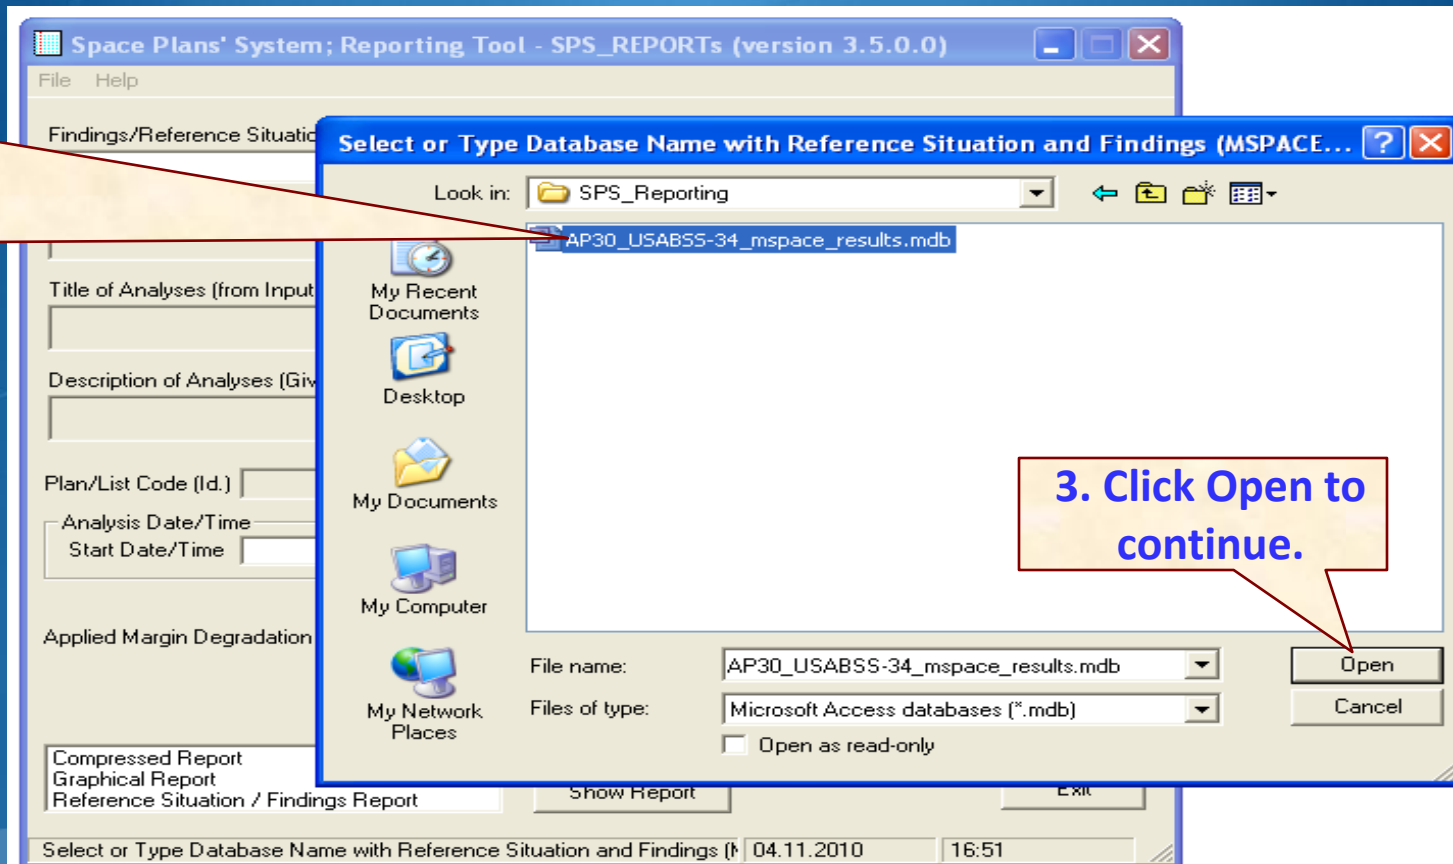 Space Plans' System; Reporting Tool - SPS_REPORTs (version 3.5.0.0)
File Help
Findings/Reference Situatio
Select or Type Database Name with Reference Situation and Findings (MSPACE...
Look in: SPS_Reporting
AP30_USABSS-34_mspace_results.mdb
Title of Analyses (from Input
My Recent
Documents
Description of Analyses (Giv
Desktop
Plan/List Code (Id.)
My Documents
3. Click Open to
continue.
Analysis Date/Time
Start Date/Time
My Computer
Applied Margin Degradation
File name: AP30_USABSS-34_mspace_results.mdb Open
My Network
Places
Files of type: Microsoft Access databases (*.mdb) Cancel
Open as read-only
Compressed Report
Graphical Report
Reference Situation / Findings Report
Show Report Exit
Select or Type Database Name with Reference Situation and Findings (M 04.11.2010 16:51